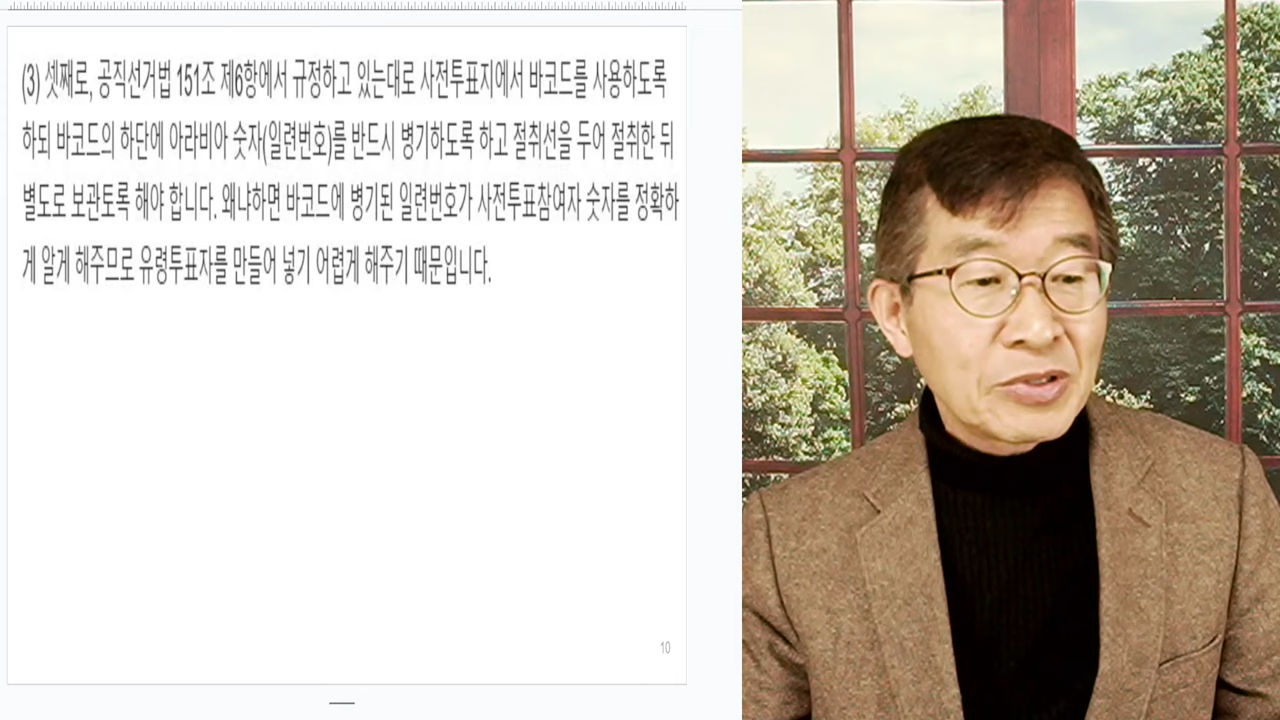 (3) 셋째로, 공직선거법 151조 제6항에서 규정하고 있는대로 사전투표지에서 바코드를 사용하도록
하되 바코드의 하단에 아라비아 숫자(일련번호)를 반드시 병기하도록 하고 절취선을 두어 절취한 뒤
별도로 보관토록 해야 합니다. 왜냐하면 바코드에 병기된 일련번호가 사전투표참여자 숫자를 정확하
게 알게 해주므로 유령투표자를 만들어 넣기 어렵게 해주기 때문입니다.
10